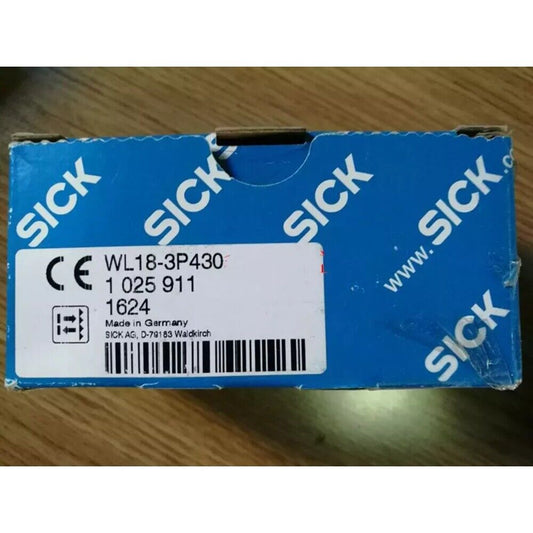 SICK
SICK
SICK
SICK
SICK
www.SICK.c
CE
WL18-3P430
1 025 911
1624
Made in Germany
SICK AG, D-79183 Waldkirch